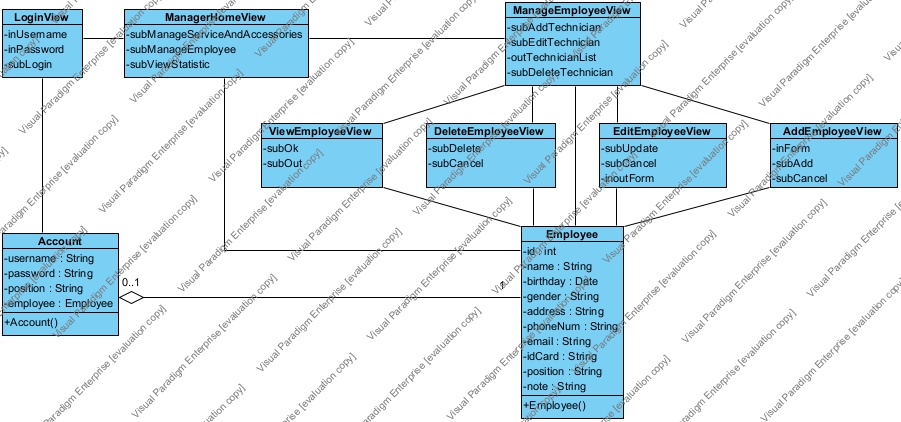 LoginView
-inUsername
-inPassword
-subLogin
ManagerHomeView
-subManageServiceAndAccessories
-subManageEmployee
-subViewStatistic
ManageEmployeeView
-subAddTechnician
-subEditTechnician
-outTechnicianList
-subDeleteTechnician
ViewEmployeeView
-subOk
-subOut
DeleteEmployeeView
-subDelete
-subCancel
EditEmployeeView
-subUpdate
-subCancel
-inoutForm
AddEmployeeView
-inForm
-subAdd
-subCancel
Account
-username : String
-password : String
-position : String
-employee : Employee
+Account()
0..1
Employee
-id : int
-name : String
-birthday : Date
-gender : String
-address : String
-phoneNum : String
-email : String
-idCard : String
-position : String
-note : String
+Employee()
Visual Paradigm Enterprise [evaluation copy]